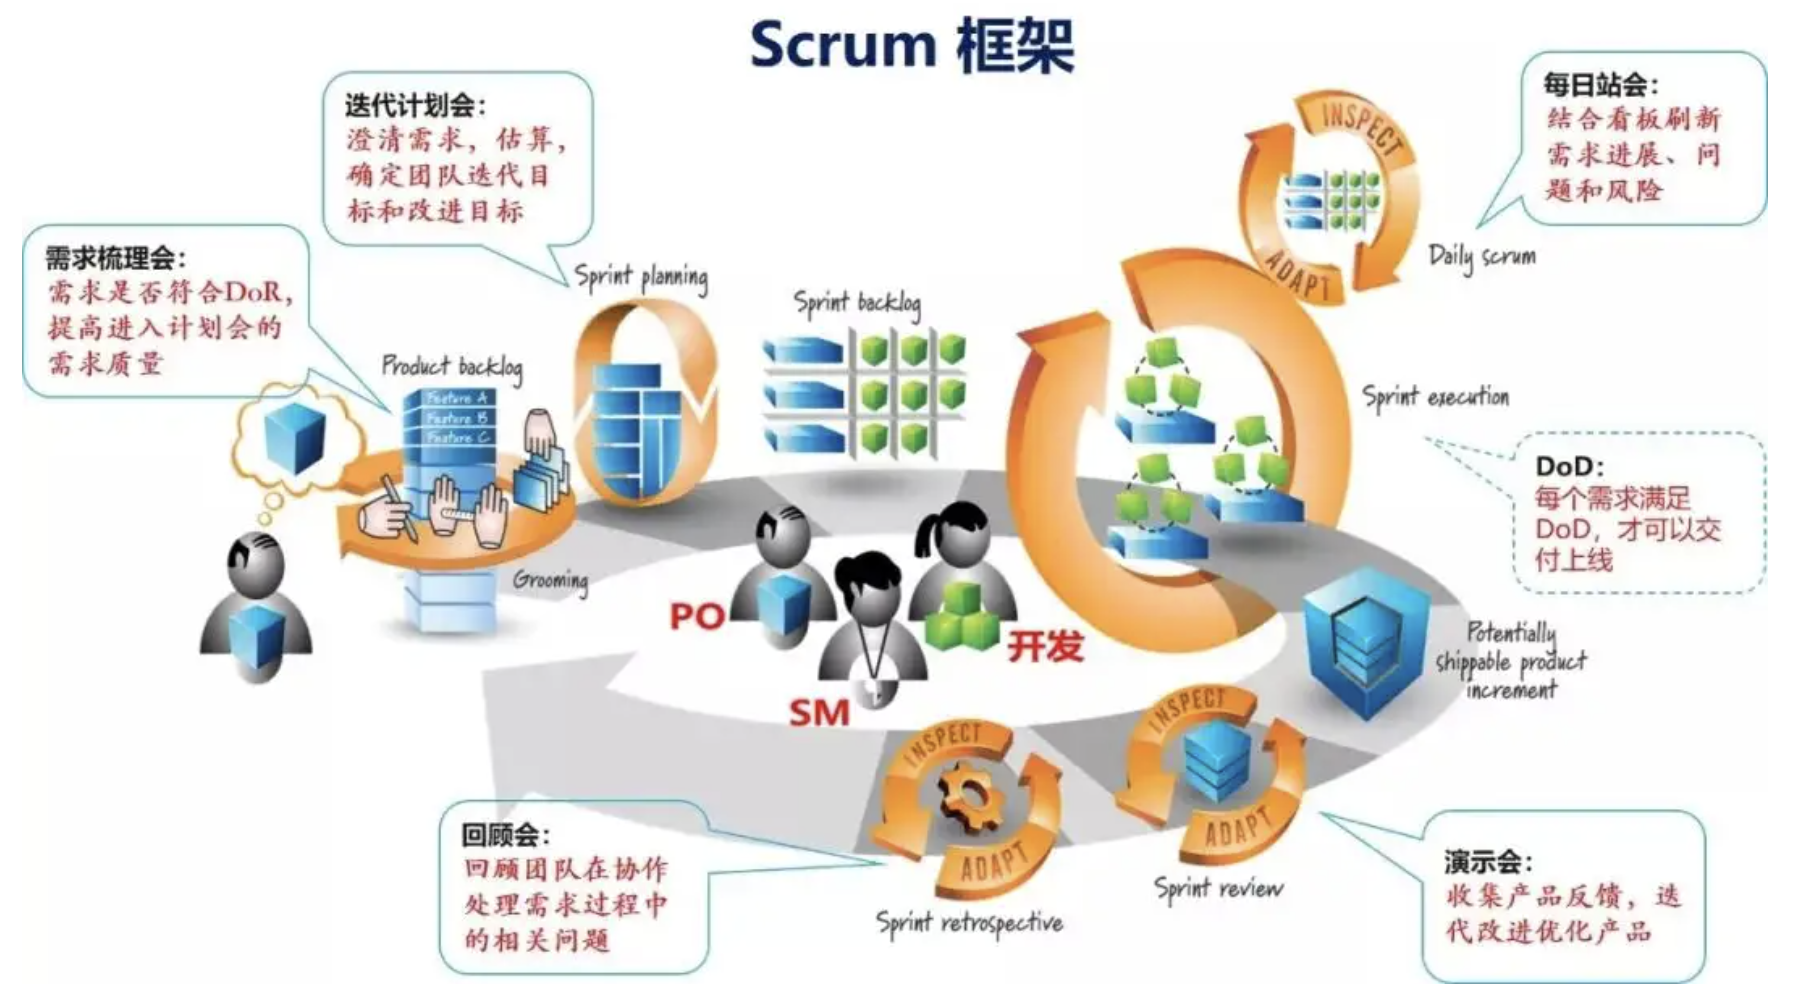 Scrum 框架
迭代计划会：
澄清需求，估算，
确定团队迭代目
标和改进目标
每日站会：
结合看板刷新
需求进展、问
题和风险
需求梳理会：
需求是否符合DoR，
提高进入计划会的
需求质量
INSPECT
ADAPT
Daily scrum
Sprint planning
Sprint backlog
Product backlog
Feature A
Feature B
Feature C
Grooming
Sprint execution
DoD：
每个需求满足
DoD，才可以交
付上线
PO
SM
开发
Potentially
shippable product
increment
INSPECT
ADAPT
Sprint review
INSPECT
ADAPT
Sprint retrospective
回顾会：
回顾团队在协作
处理需求过程中
的相关问题
演示会：
收集产品反馈，迭
代改进优化产品